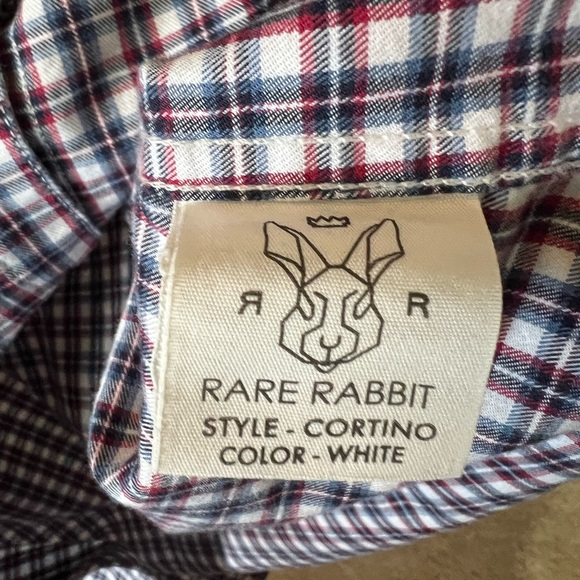 Я R
RARE RABBIT
STYLE - CORTINO
COLOR - WHITE